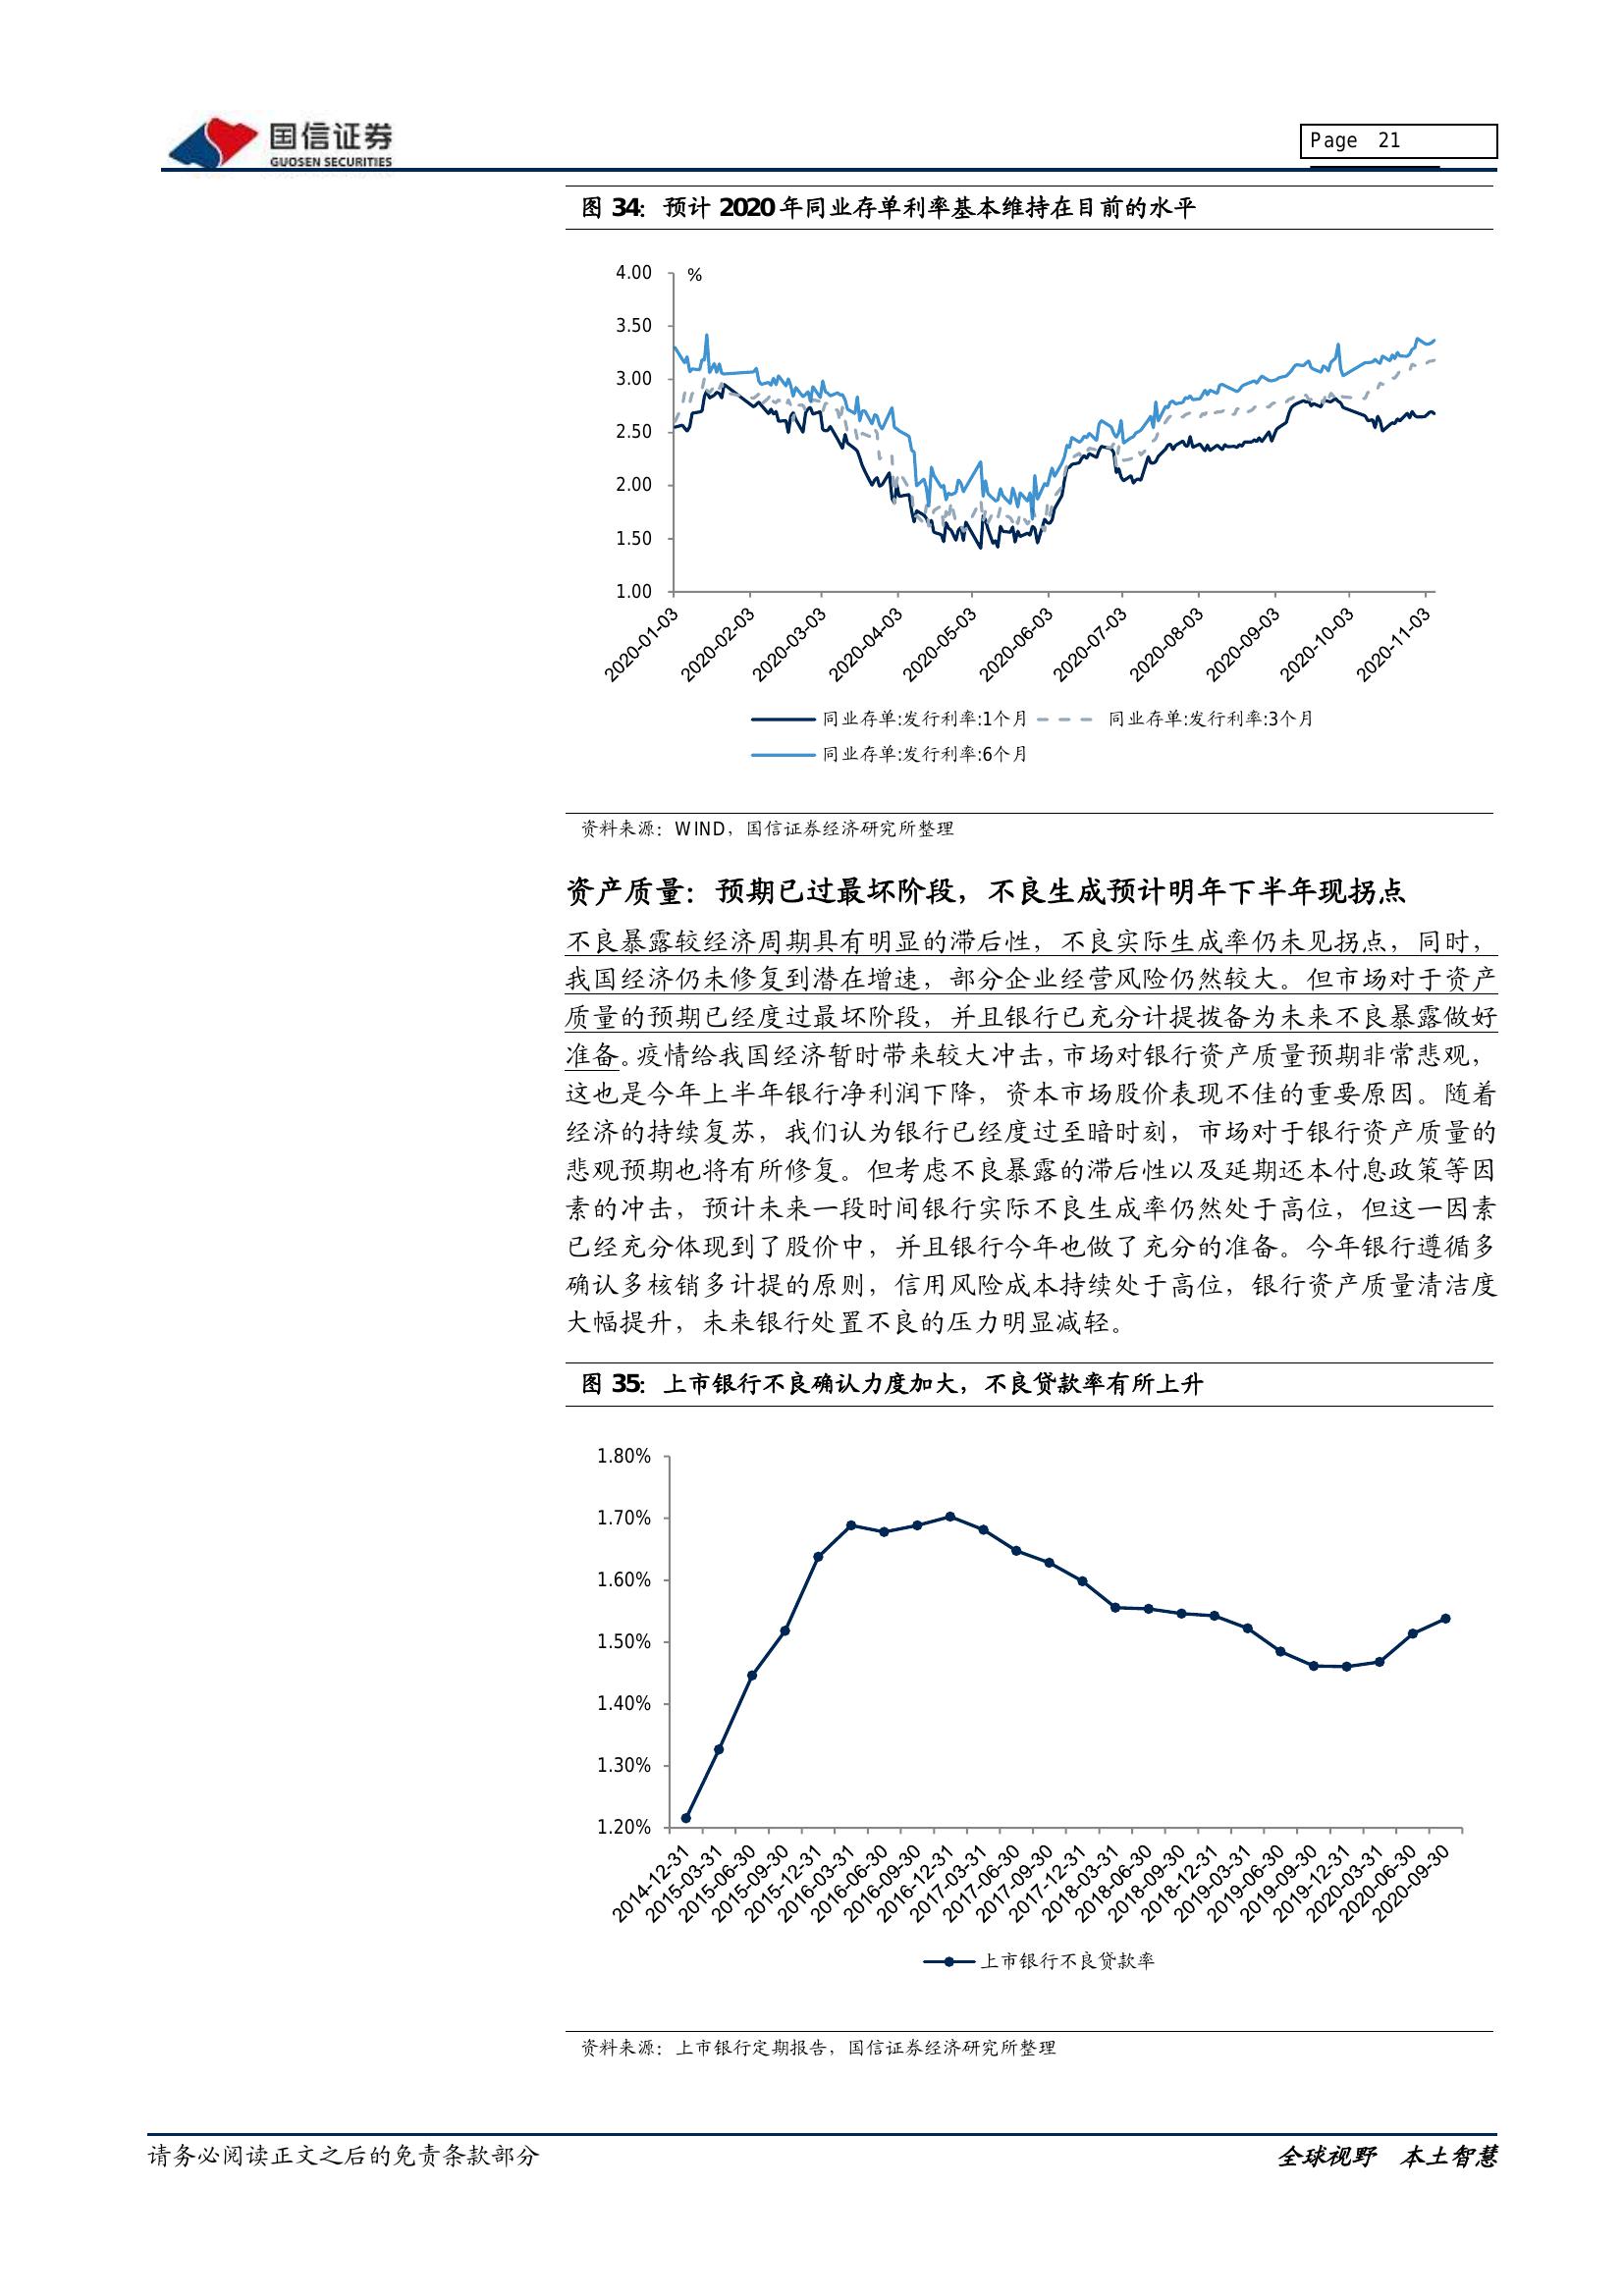 国信证券
GUOSEN SECURITIES
Page 21
图 34：预计 2020 年同业存单利率基本维持在目前的水平
%
4.00
3.50
3.00
2.50
2.00
1.50
1.00
2020-01-03
2020-02-03
2020-03-03
2020-04-03
2020-05-03
2020-06-03
2020-07-03
2020-08-03
2020-09-03
2020-10-03
2020-11-03
同业存单:发行利率:1个月
同业存单:发行利率:3个月
同业存单:发行利率:6个月
资料来源：WIND，国信证券经济研究所整理
资产质量：预期已过最坏阶段，不良生成预计明年下半年现拐点
不良暴露较经济周期具有明显的滞后性，不良实际生成率仍未见拐点，同时，
我国经济仍未修复到潜在增速，部分企业经营风险仍然较大。但市场对于资产
质量的预期已经度过最坏阶段，并且银行已充分计提拨备为未来不良暴露做好
准备。疫情给我国经济暂时带来较大冲击，市场对银行资产质量预期非常悲观，
这也是今年上半年银行净利润下降，资本市场股价表现不佳的重要原因。随着
经济的持续复苏，我们认为银行已经度过至暗时刻，市场对于银行资产质量的
悲观预期也将有所修复。但考虑不良暴露的滞后性以及延期还本付息政策等因
素的冲击，预计未来一段时间银行实际不良生成率仍然处于高位，但这一因素
已经充分体现到了股价中，并且银行今年也做了充分的准备。今年银行遵循多
确认多核销多计提的原则，信用风险成本持续处于高位，银行资产质量清洁度
大幅提升，未来银行处置不良的压力明显减轻。
图 35：上市银行不良确认力度加大，不良贷款率有所上升
1.80%
1.70%
1.60%
1.50%
1.40%
1.30%
1.20%
2014-12-31
2015-03-31
2015-06-30
2015-09-30
2015-12-31
2016-03-31
2016-06-30
2016-09-30
2016-12-31
2017-03-31
2017-06-30
2017-09-30
2017-12-31
2018-03-31
2018-06-30
2018-09-30
2018-12-31
2019-03-31
2019-06-30
2019-09-30
2019-12-31
2020-03-31
2020-06-30
2020-09-30
上市银行不良贷款率
资料来源：上市银行定期报告，国信证券经济研究所整理
请务必阅读正文之后的免责条款部分
全球视野 本土智慧